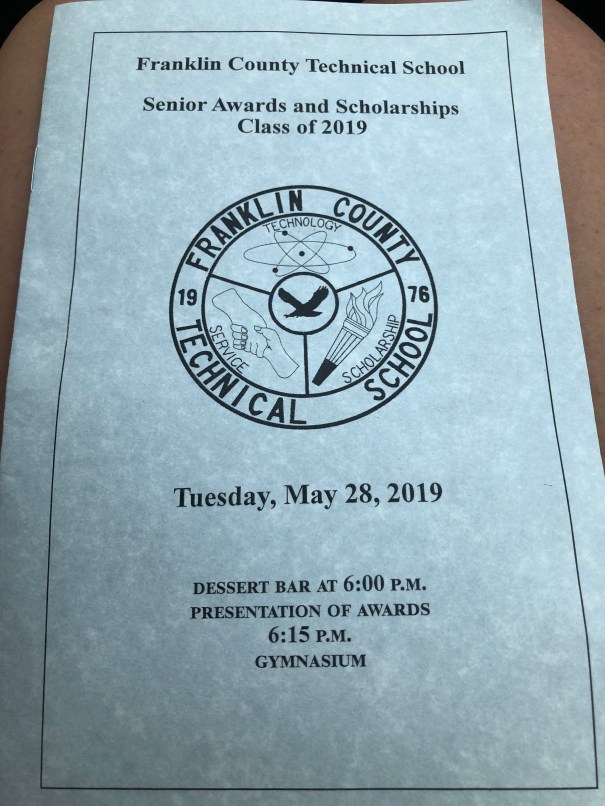 Franklin County Technical School
Senior Awards and Scholarships
Class of 2019
FRANKLIN COUNTY
TECHNOLOGY
19 76
SERVICE
SCHOLARSHIP
TECHNICAL SCHOOL
Tuesday, May 28, 2019
DESSERT BAR AT 6:00 P.M.
PRESENTATION OF AWARDS
6:15 P.M.
GYMNASIUM